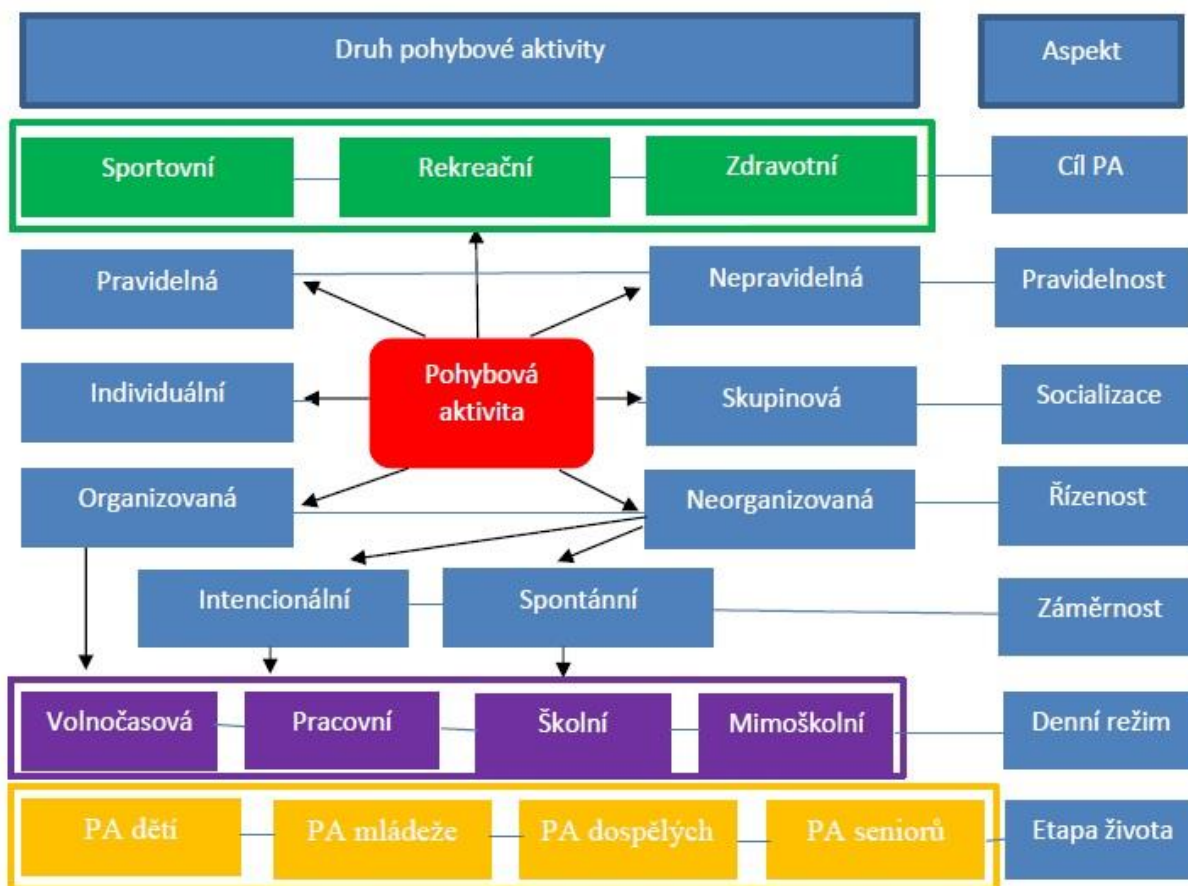 Druh pohybové aktivity
Aspekt
Sportovní
Rekreační
Zdravotní
Cíl PA
Pravidelná
Nepravidelná
Pravidelnost
Pohybová
aktivita
Individuální
Skupinová
Socializace
Organizovaná
Neorganizovaná
Řízenost
Intencionální
Spontánní
Záměrnost
Volnočasová
Pracovní
Školní
Mimoškolní
Denní režim
PA dětí
PA mládeže
PA dospělých
PA seniorů
Etapa života